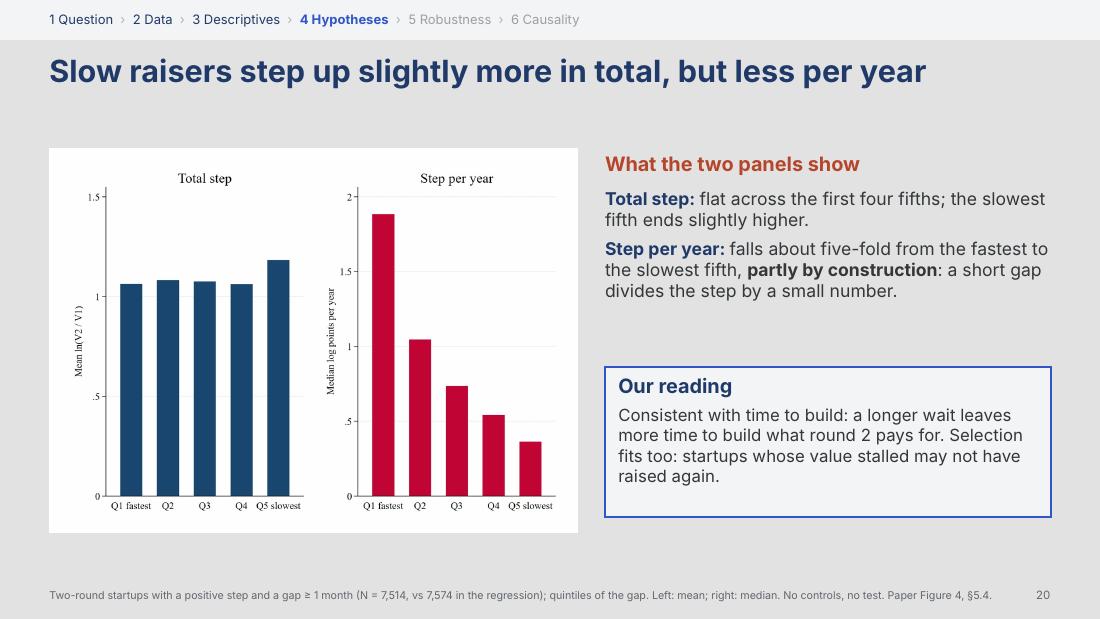 1 Question › 2 Data › 3 Descriptives › 4 Hypotheses › 5 Robustness › 6 Causality
Slow raisers step up slightly more in total, but less per year
Total step
1.5
1
.5
0
Mean ln(V2 / V1)
Q1 fastest Q2 Q3 Q4 Q5 slowest
Step per year
2
1.5
1
.5
0
Median log points per year
Q1 fastest Q2 Q3 Q4 Q5 slowest
What the two panels show
Total step: flat across the first four fifths; the slowest
fifth ends slightly higher.
Step per year: falls about five-fold from the fastest to
the slowest fifth, partly by construction: a short gap
divides the step by a small number.
Our reading
Consistent with time to build: a longer wait leaves
more time to build what round 2 pays for. Selection
fits too: startups whose value stalled may not have
raised again.
Two-round startups with a positive step and a gap ≥ 1 month (N = 7,514, vs 7,574 in the regression); quintiles of the gap. Left: mean; right: median. No controls, no test. Paper Figure 4, §5.4.
20